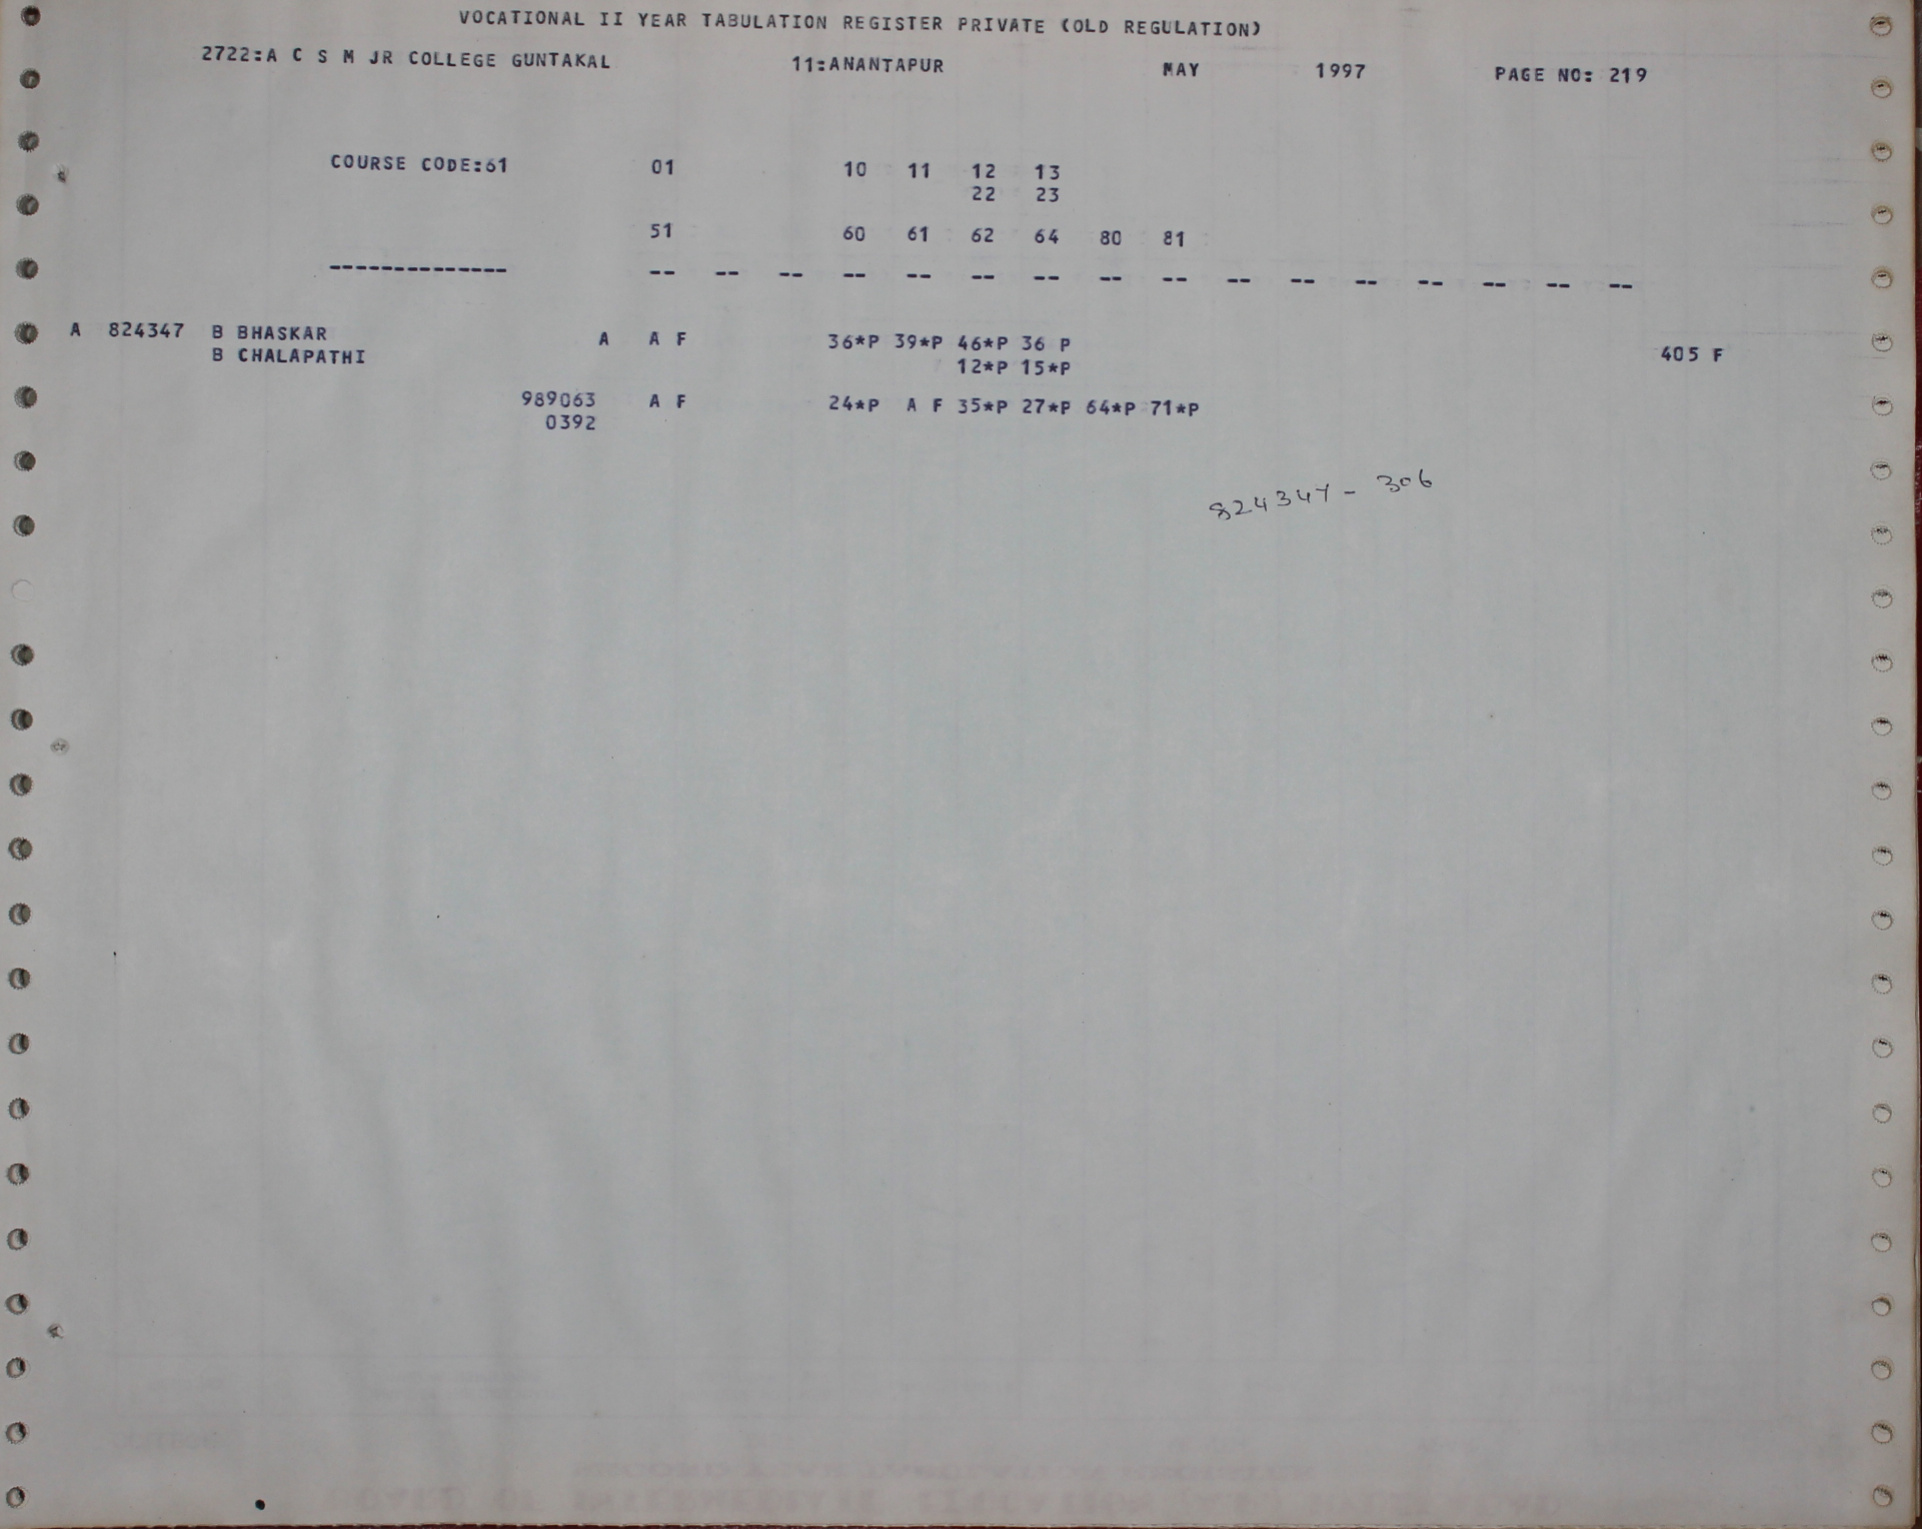 VOCATIONAL II YEAR TABULATION REGISTER PRIVATE (OLD REGULATION)
2722:A C S M JR COLLEGE GUNTAKAL 11:ANANTAPUR MAY 1997 PAGE NO: 219
COURSE CODE:61 01 10 11 12 13
22 23
51 60 61 62 64 80 81
-------------- -- -- -- -- -- -- -- -- -- -- -- -- -- -- -- --
A 824347 B BHASKAR A A F 36*P 39*P 46*P 36 P 405 F
B CHALAPATHI 12*P 15*P
989063 A F 24*P A F 35*P 27*P 64*P 71*P
0392
824347 - 306